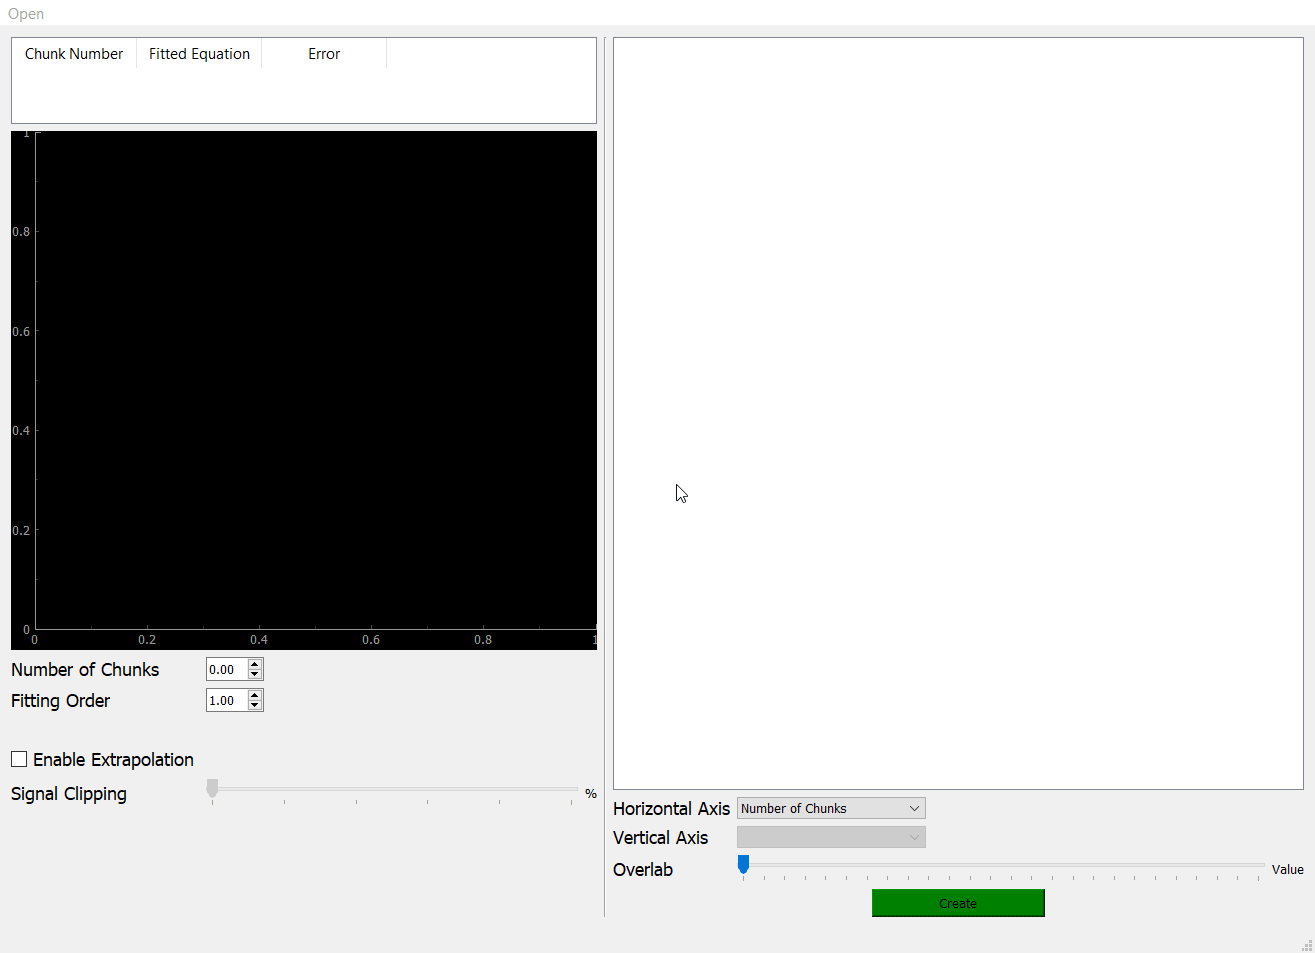 Open
Chunk Number Fitted Equation Error
1
0.8
0.6
0.4
0.2
0
0 0.2 0.4 0.6 0.8 1
Number of Chunks 0.00
Fitting Order 1.00
Enable Extrapolation
Signal Clipping %
Horizontal Axis Number of Chunks
Vertical Axis
Overlab Value
Create